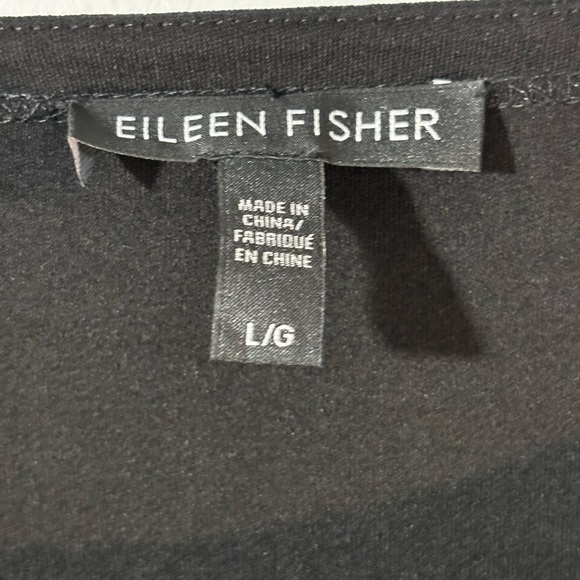 EILEEN FISHER
MADE IN
CHINA/
FABRIQUÉ
EN CHINE
L/G